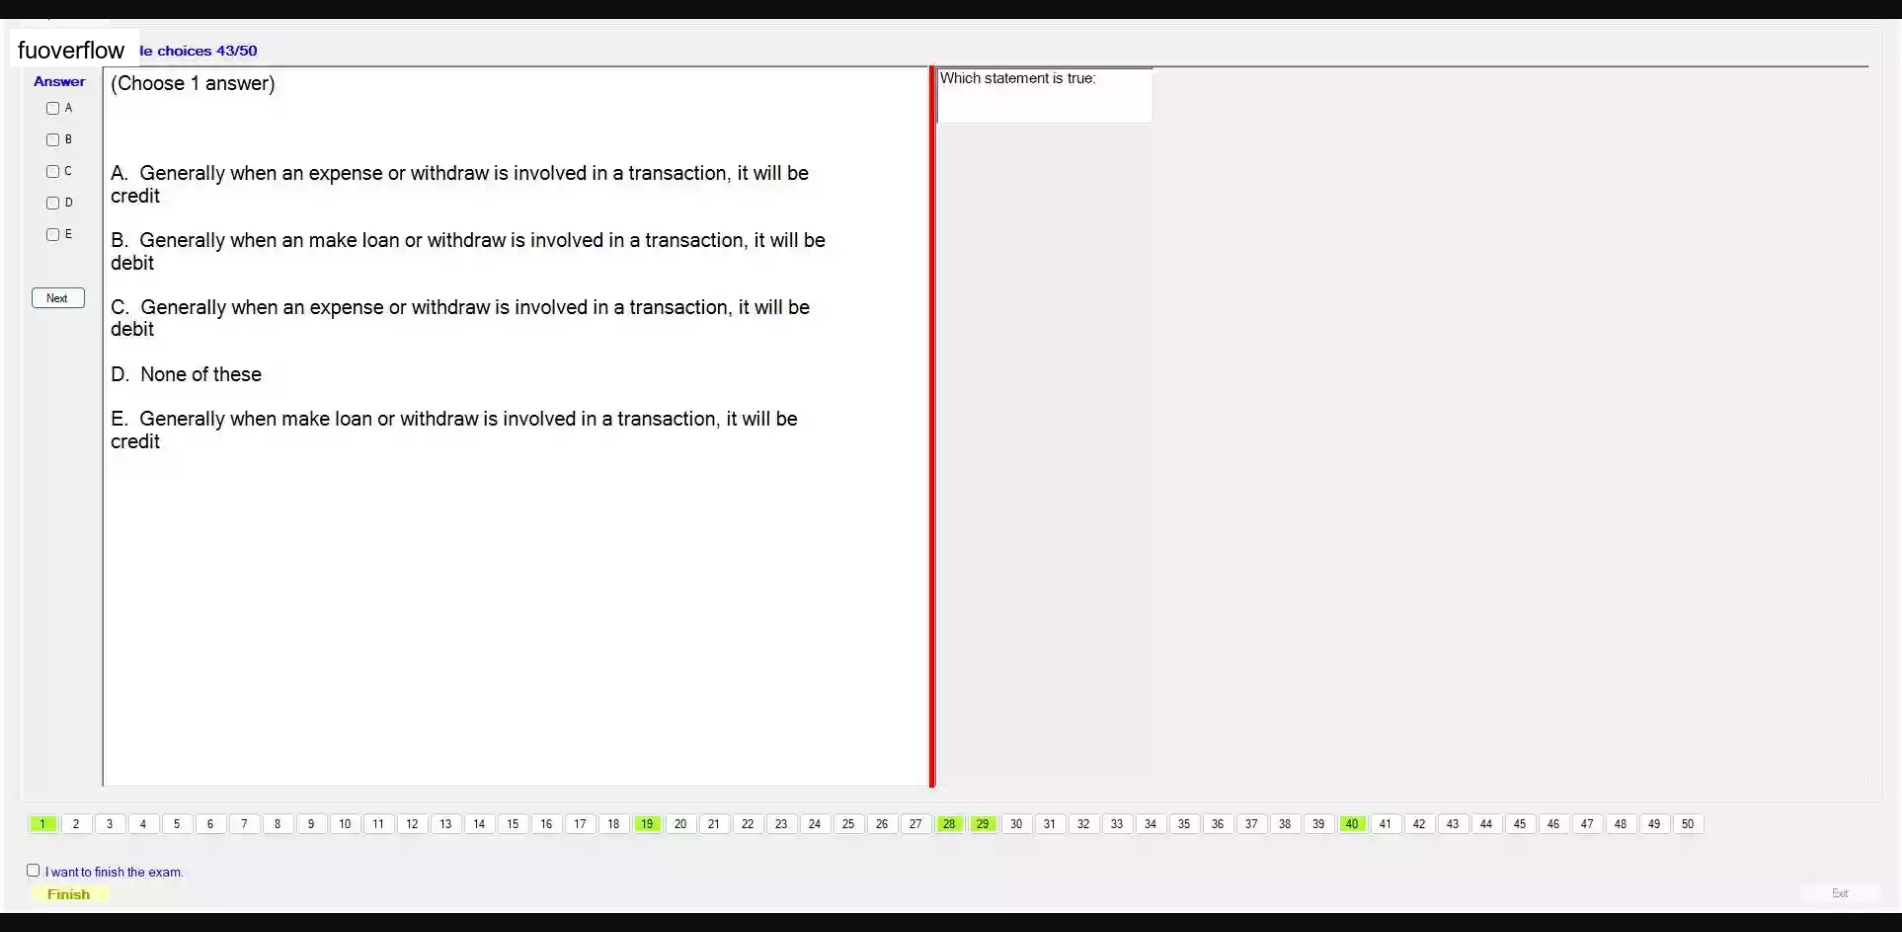 fuoverflow le choices 43/50
Answer
A
B
C
D
E
Next
(Choose 1 answer)
A. Generally when an expense or withdraw is involved in a transaction, it will be
credit
B. Generally when an make loan or withdraw is involved in a transaction, it will be
debit
C. Generally when an expense or withdraw is involved in a transaction, it will be
debit
D. None of these
E. Generally when make loan or withdraw is involved in a transaction, it will be
credit
Which statement is true:
1 2 3 4 5 6 7 8 9 10 11 12 13 14 15 16 17 18 19 20 21 22 23 24 25 26 27 28 29 30 31 32 33 34 35 36 37 38 39 40 41 42 43 44 45 46 47 48 49 50
I want to finish the exam.
Finish
Exit